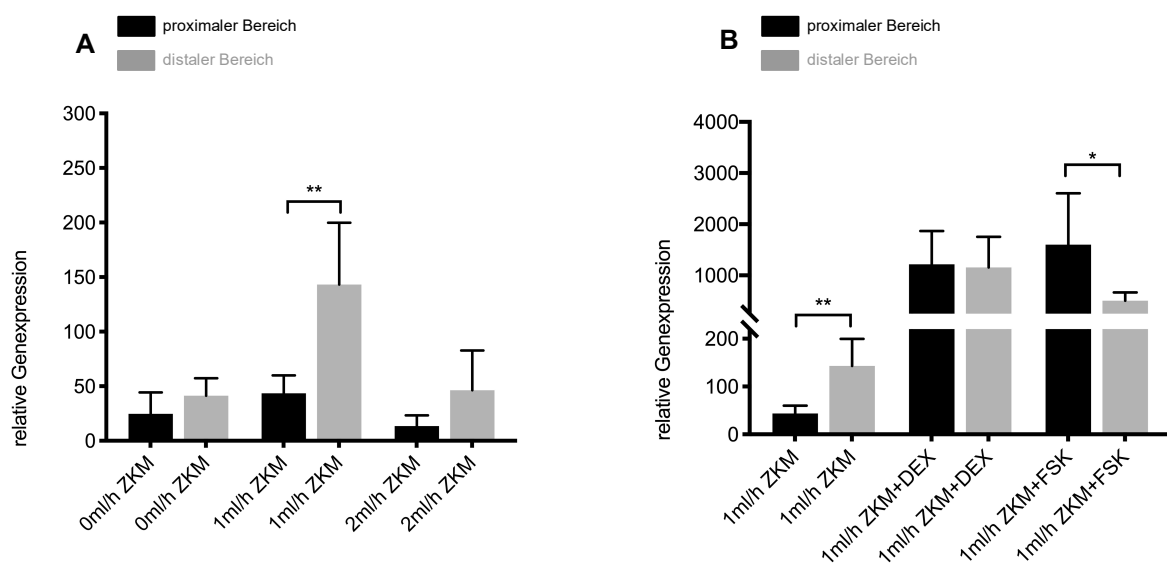 A
proximaler Bereich
distaler Bereich
relative Genexpression
300
250
200
150
100
50
0
**
0ml/h ZKM
0ml/h ZKM
1ml/h ZKM
1ml/h ZKM
2ml/h ZKM
2ml/h ZKM
B
proximaler Bereich
distaler Bereich
relative Genexpression
4000
3000
2000
1000
200
100
0
**
*
1ml/h ZKM
1ml/h ZKM
1ml/h ZKM+DEX
1ml/h ZKM+DEX
1ml/h ZKM+FSK
1ml/h ZKM+FSK